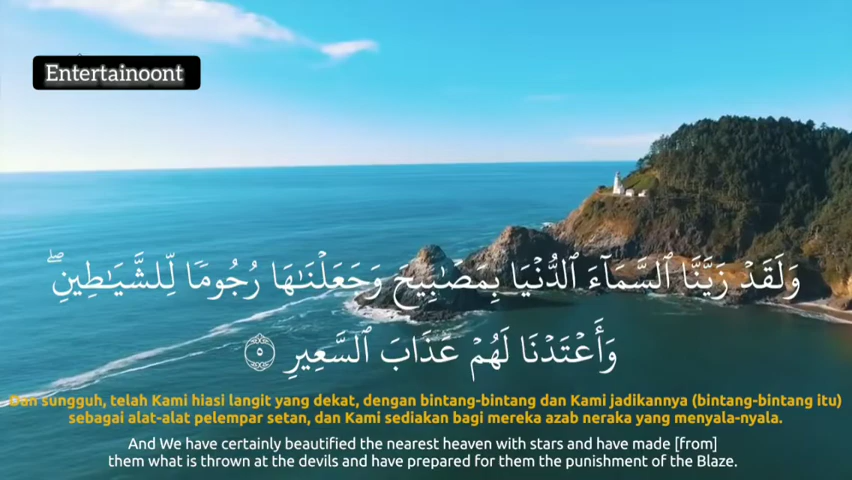 Entertainoont
وَلَقَدْ زَيَّنَّا ٱلسَّمَآءَ ٱلدُّنْيَا بِمَصَٰبِيحَ وَجَعَلْنَٰهَا رُجُومًا لِّلشَّيَٰطِينِ ۖ
وَأَعْتَدْنَا لَهُمْ عَذَابَ ٱلسَّعِيرِ ٥
Dan sungguh, telah Kami hiasi langit yang dekat, dengan bintang-bintang dan Kami jadikannya (bintang-bintang itu)
sebagai alat-alat pelempar setan, dan Kami sediakan bagi mereka azab neraka yang menyala-nyala.
And We have certainly beautified the nearest heaven with stars and have made [from]
them what is thrown at the devils and have prepared for them the punishment of the Blaze.